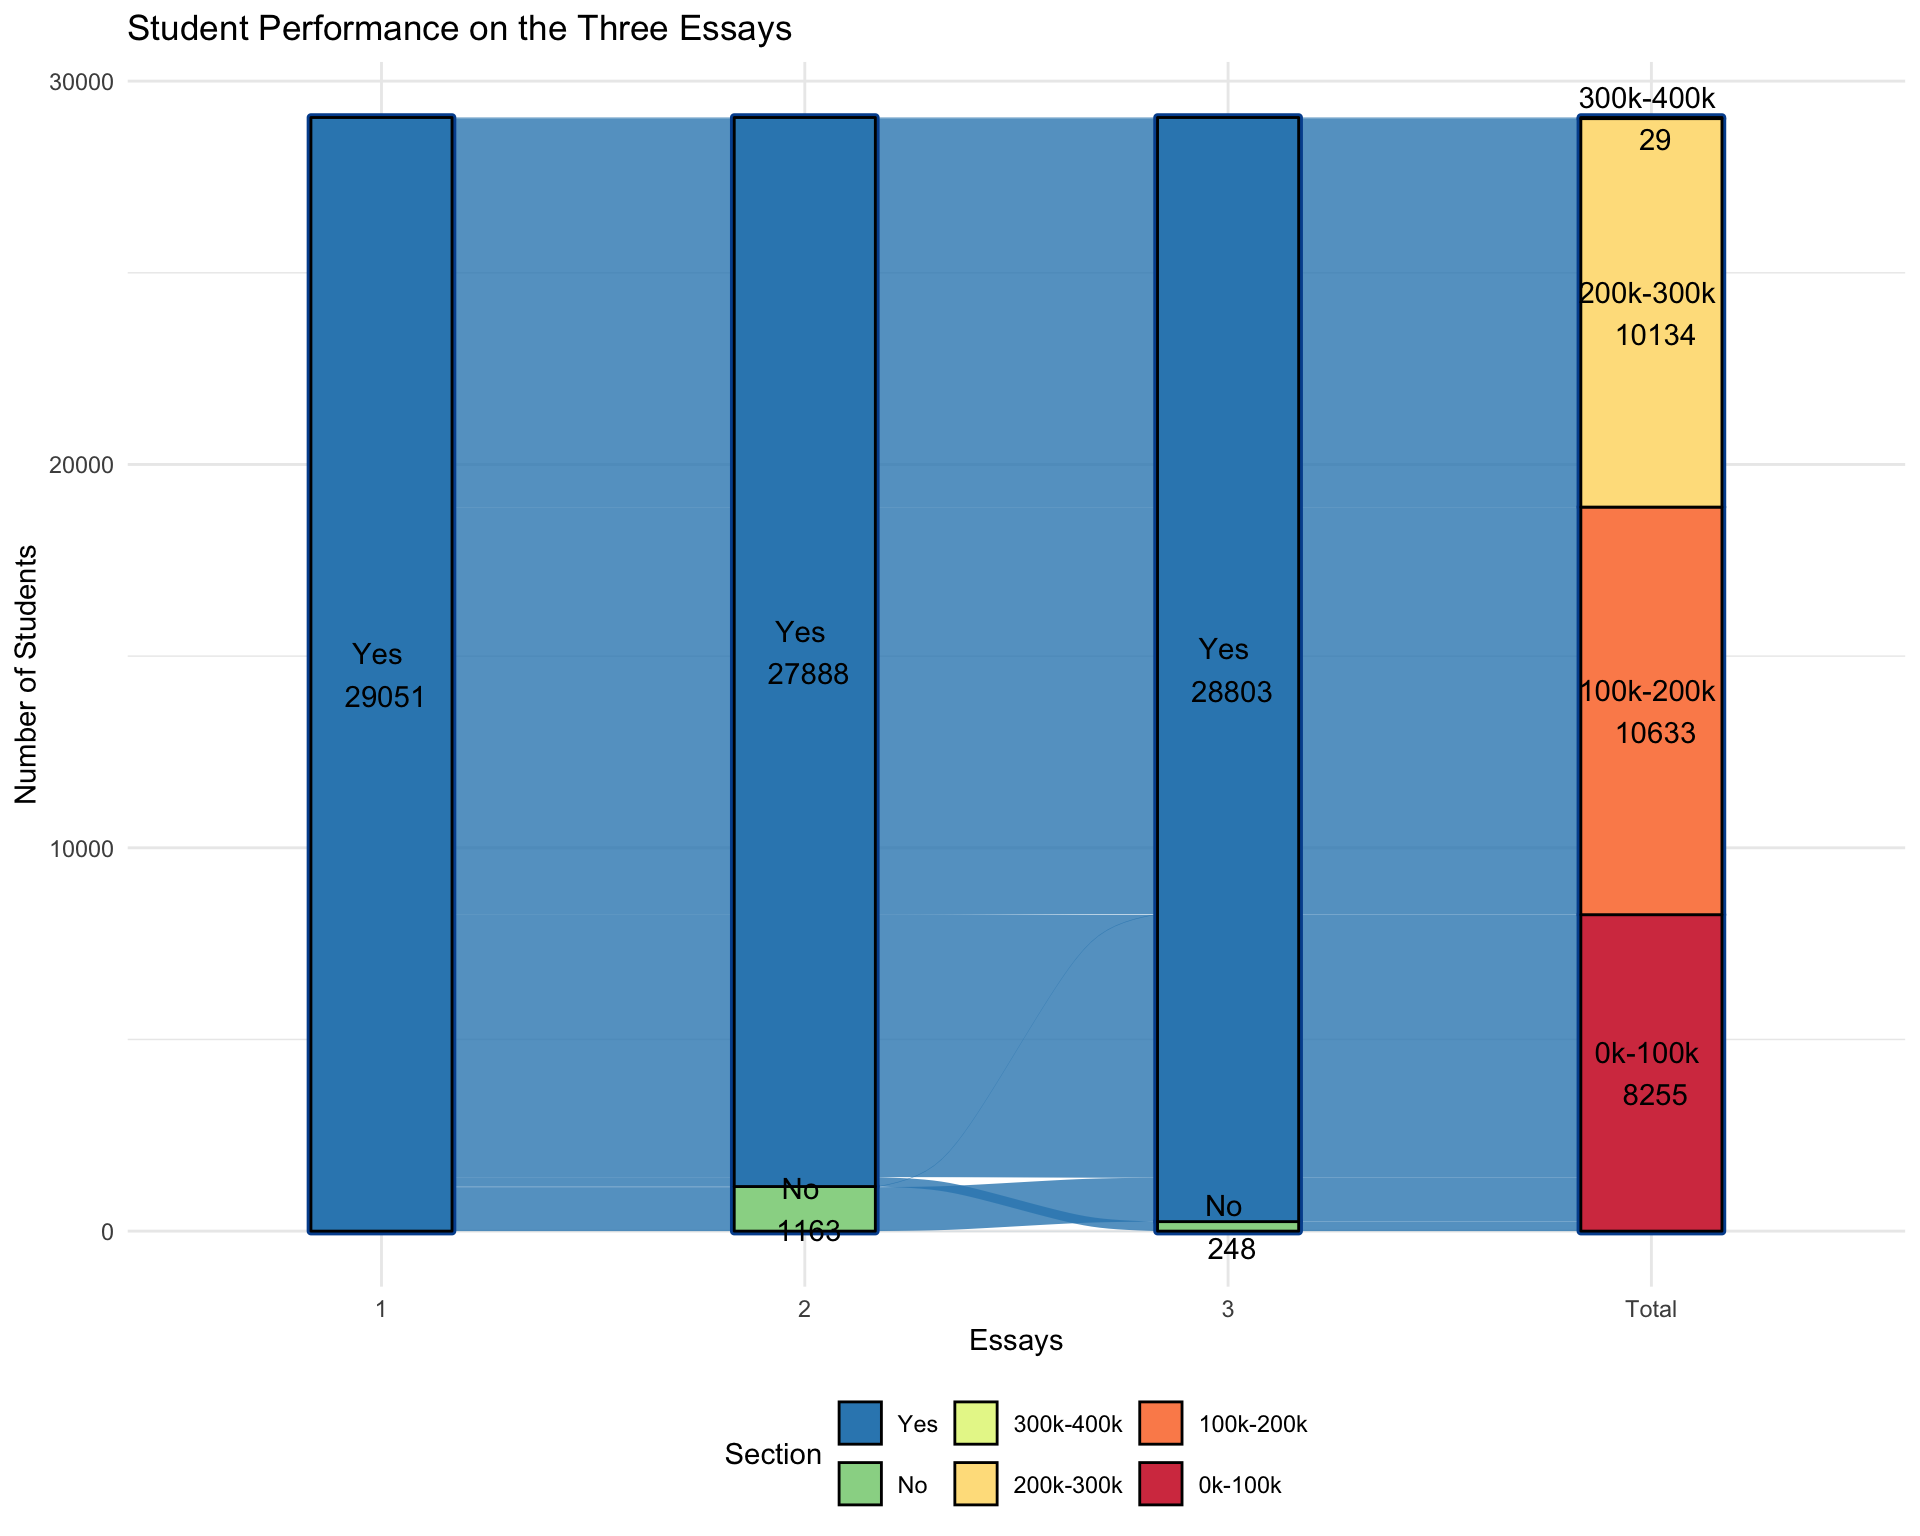 Student Performance on the Three Essays
30000
20000
10000
0
Number of Students
Yes
29051
Yes
27888
No
1163
Yes
28803
No
248
300k-400k
29
200k-300k
10134
100k-200k
10633
0k-100k
8255
1
2
3
Total
Essays
Section
Yes
300k-400k
100k-200k
No
200k-300k
0k-100k